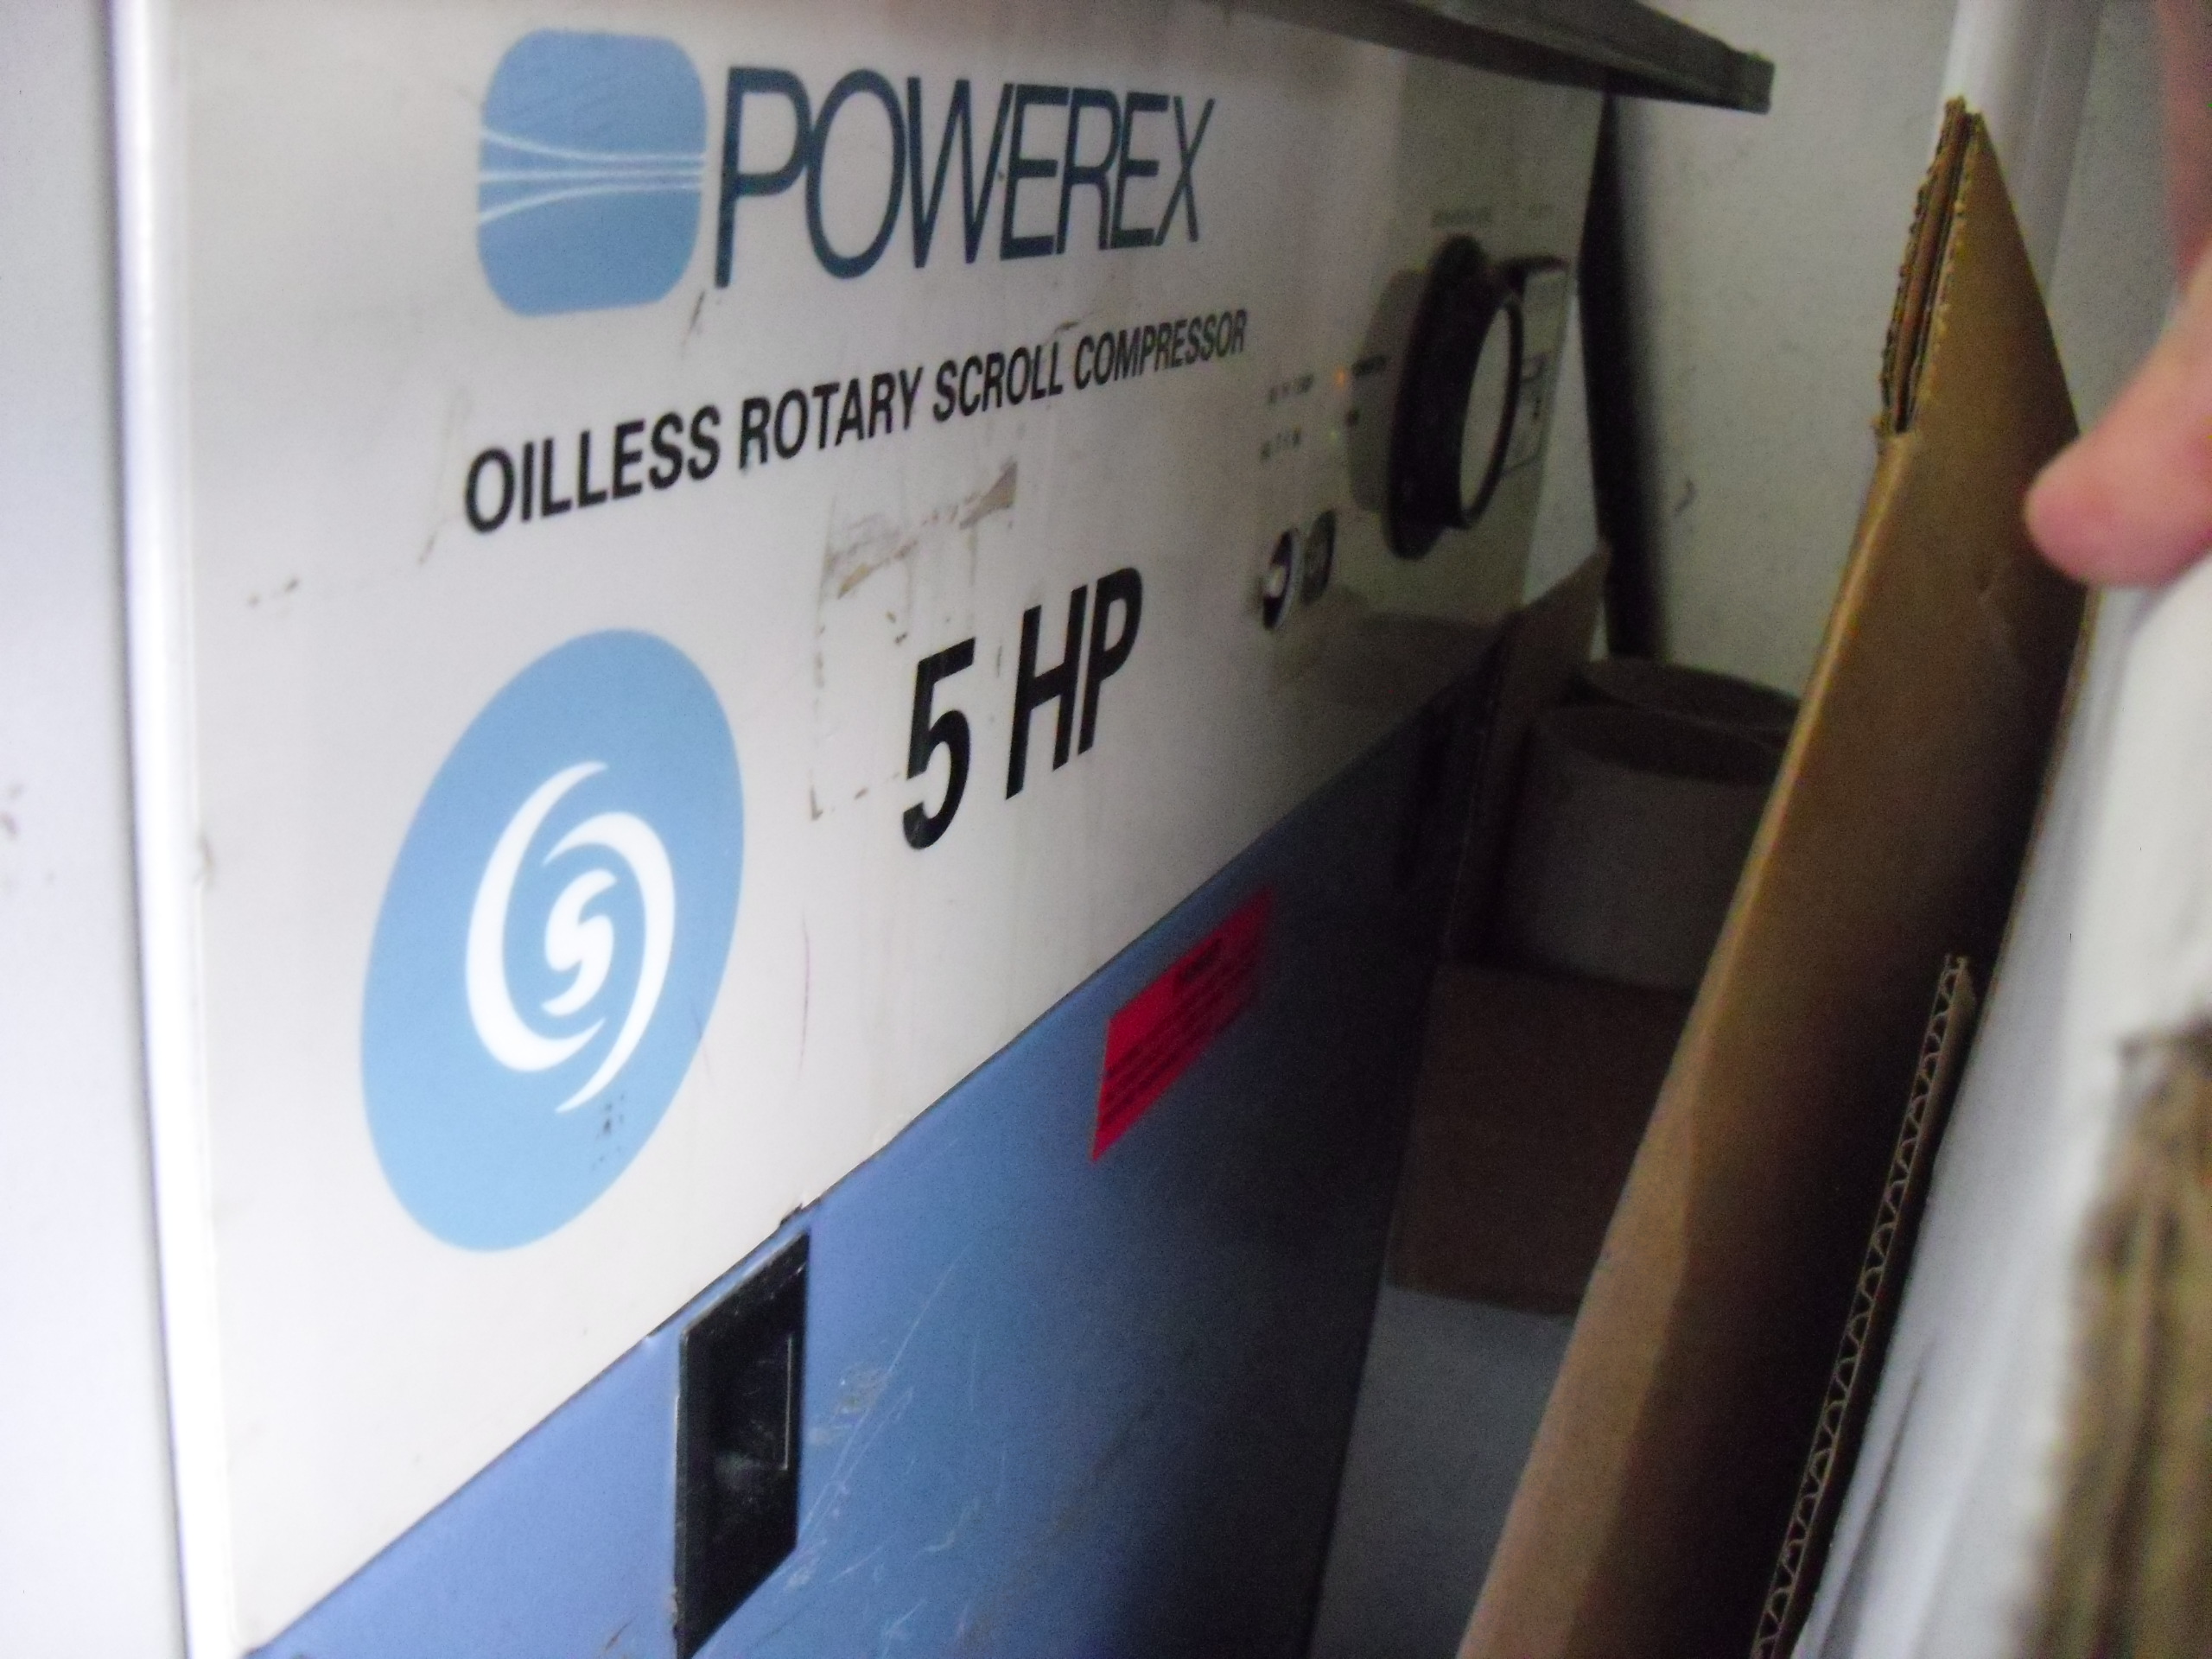 POWEREX
OILLESS ROTARY SCROLL COMPRESSOR
5 HP
S